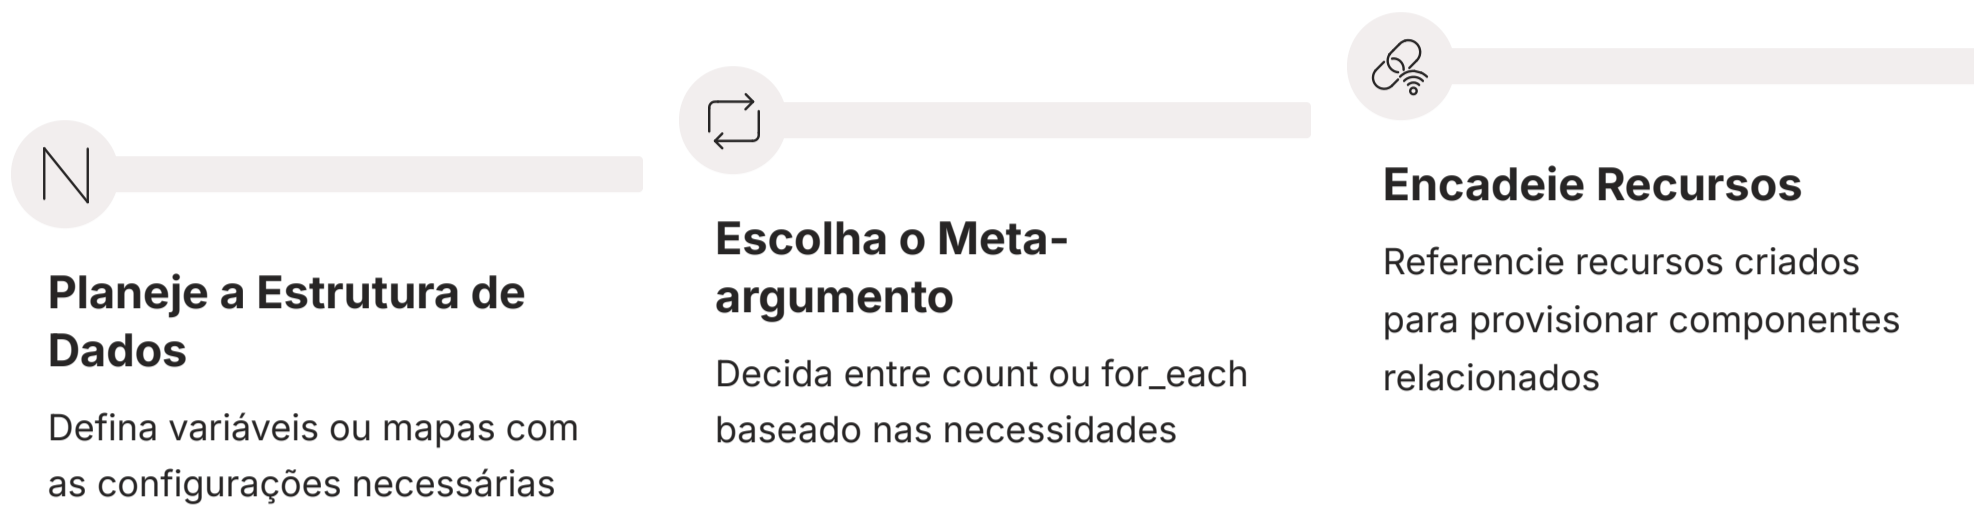 Planeje a Estrutura de
Dados
Defina variáveis ou mapas com
as configurações necessárias
Escolha o Meta-
argumento
Decida entre count ou for_each
baseado nas necessidades
Encadeie Recursos
Referencie recursos criados
para provisionar componentes
relacionados